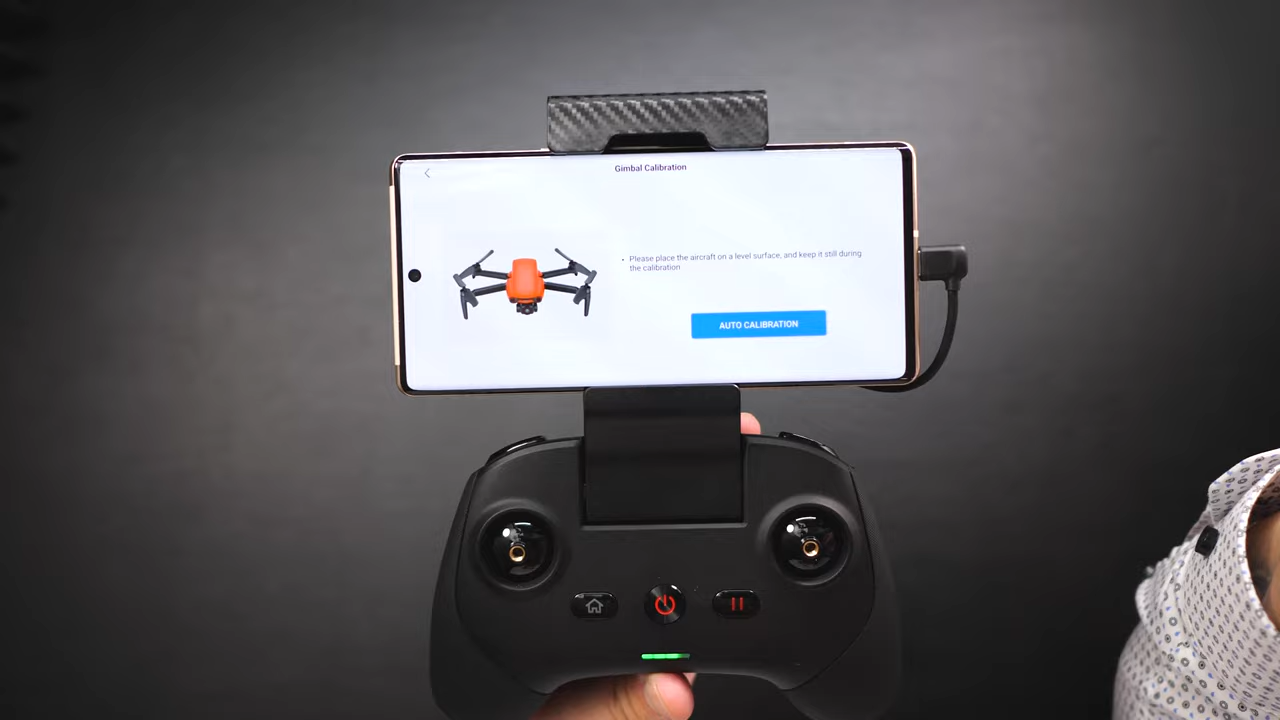 Gimbal Calibration
Please place the aircraft on a level surface, and keep it still during
the calibration
AUTO CALIBRATION